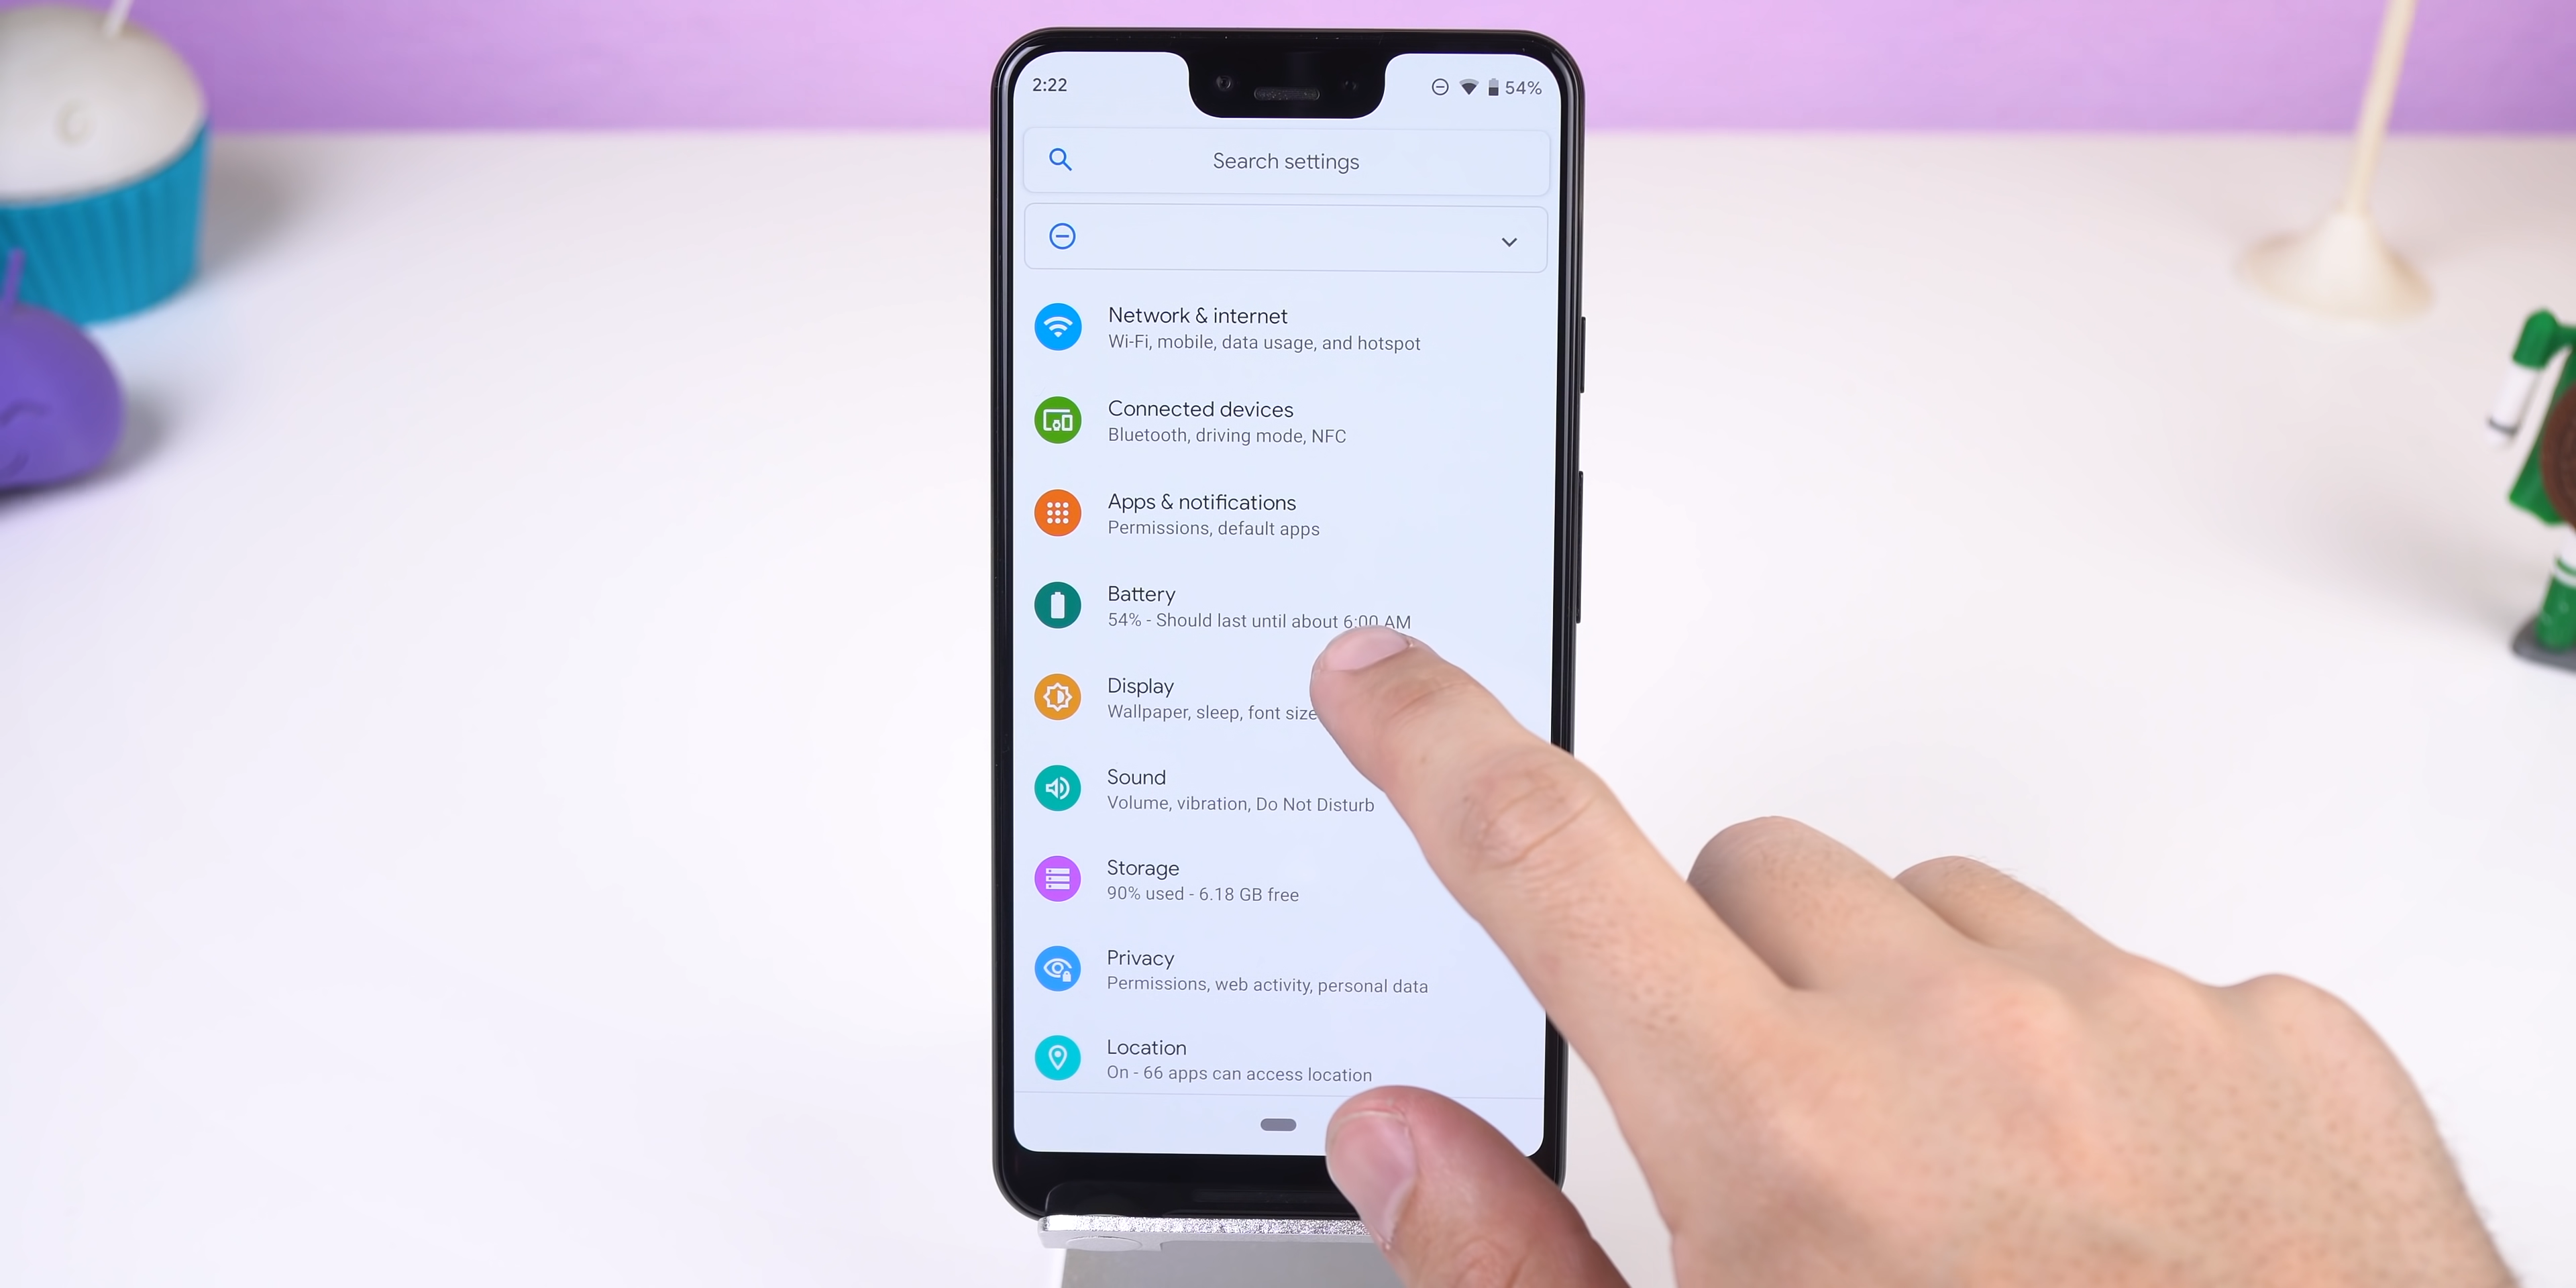 2:22
54%
Search settings
Network & internet
Wi-Fi, mobile, data usage, and hotspot
Connected devices
Bluetooth, driving mode, NFC
Apps & notifications
Permissions, default apps
Battery
54% - Should last until about 6:00 AM
Display
Wallpaper, sleep, font size
Sound
Volume, vibration, Do Not Disturb
Storage
90% used - 6.18 GB free
Privacy
Permissions, web activity, personal data
Location
On - 66 apps can access location